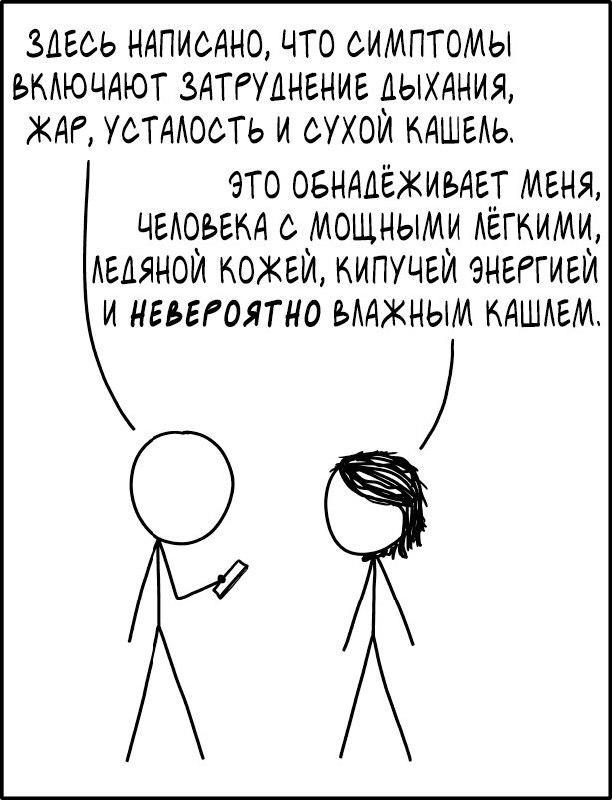 ЗДЕСЬ НАПИСАНО, ЧТО СИМПТОМЫ
ВКЛЮЧАЮТ ЗАТРУДНЕНИЕ ДЫХАНИЯ,
ЖАР, УСТАЛОСТЬ И СУХОЙ КАШЕЛЬ.
ЭТО ОБНАДЁЖИВАЕТ МЕНЯ,
ЧЕЛОВЕКА С МОЩНЫМИ ЛЁГКИМИ,
ЛЕДЯНОЙ КОЖЕЙ, КИПУЧЕЙ ЭНЕРГИЕЙ
И НЕВЕРОЯТНО ВЛАЖНЫМ КАШЛЕМ.